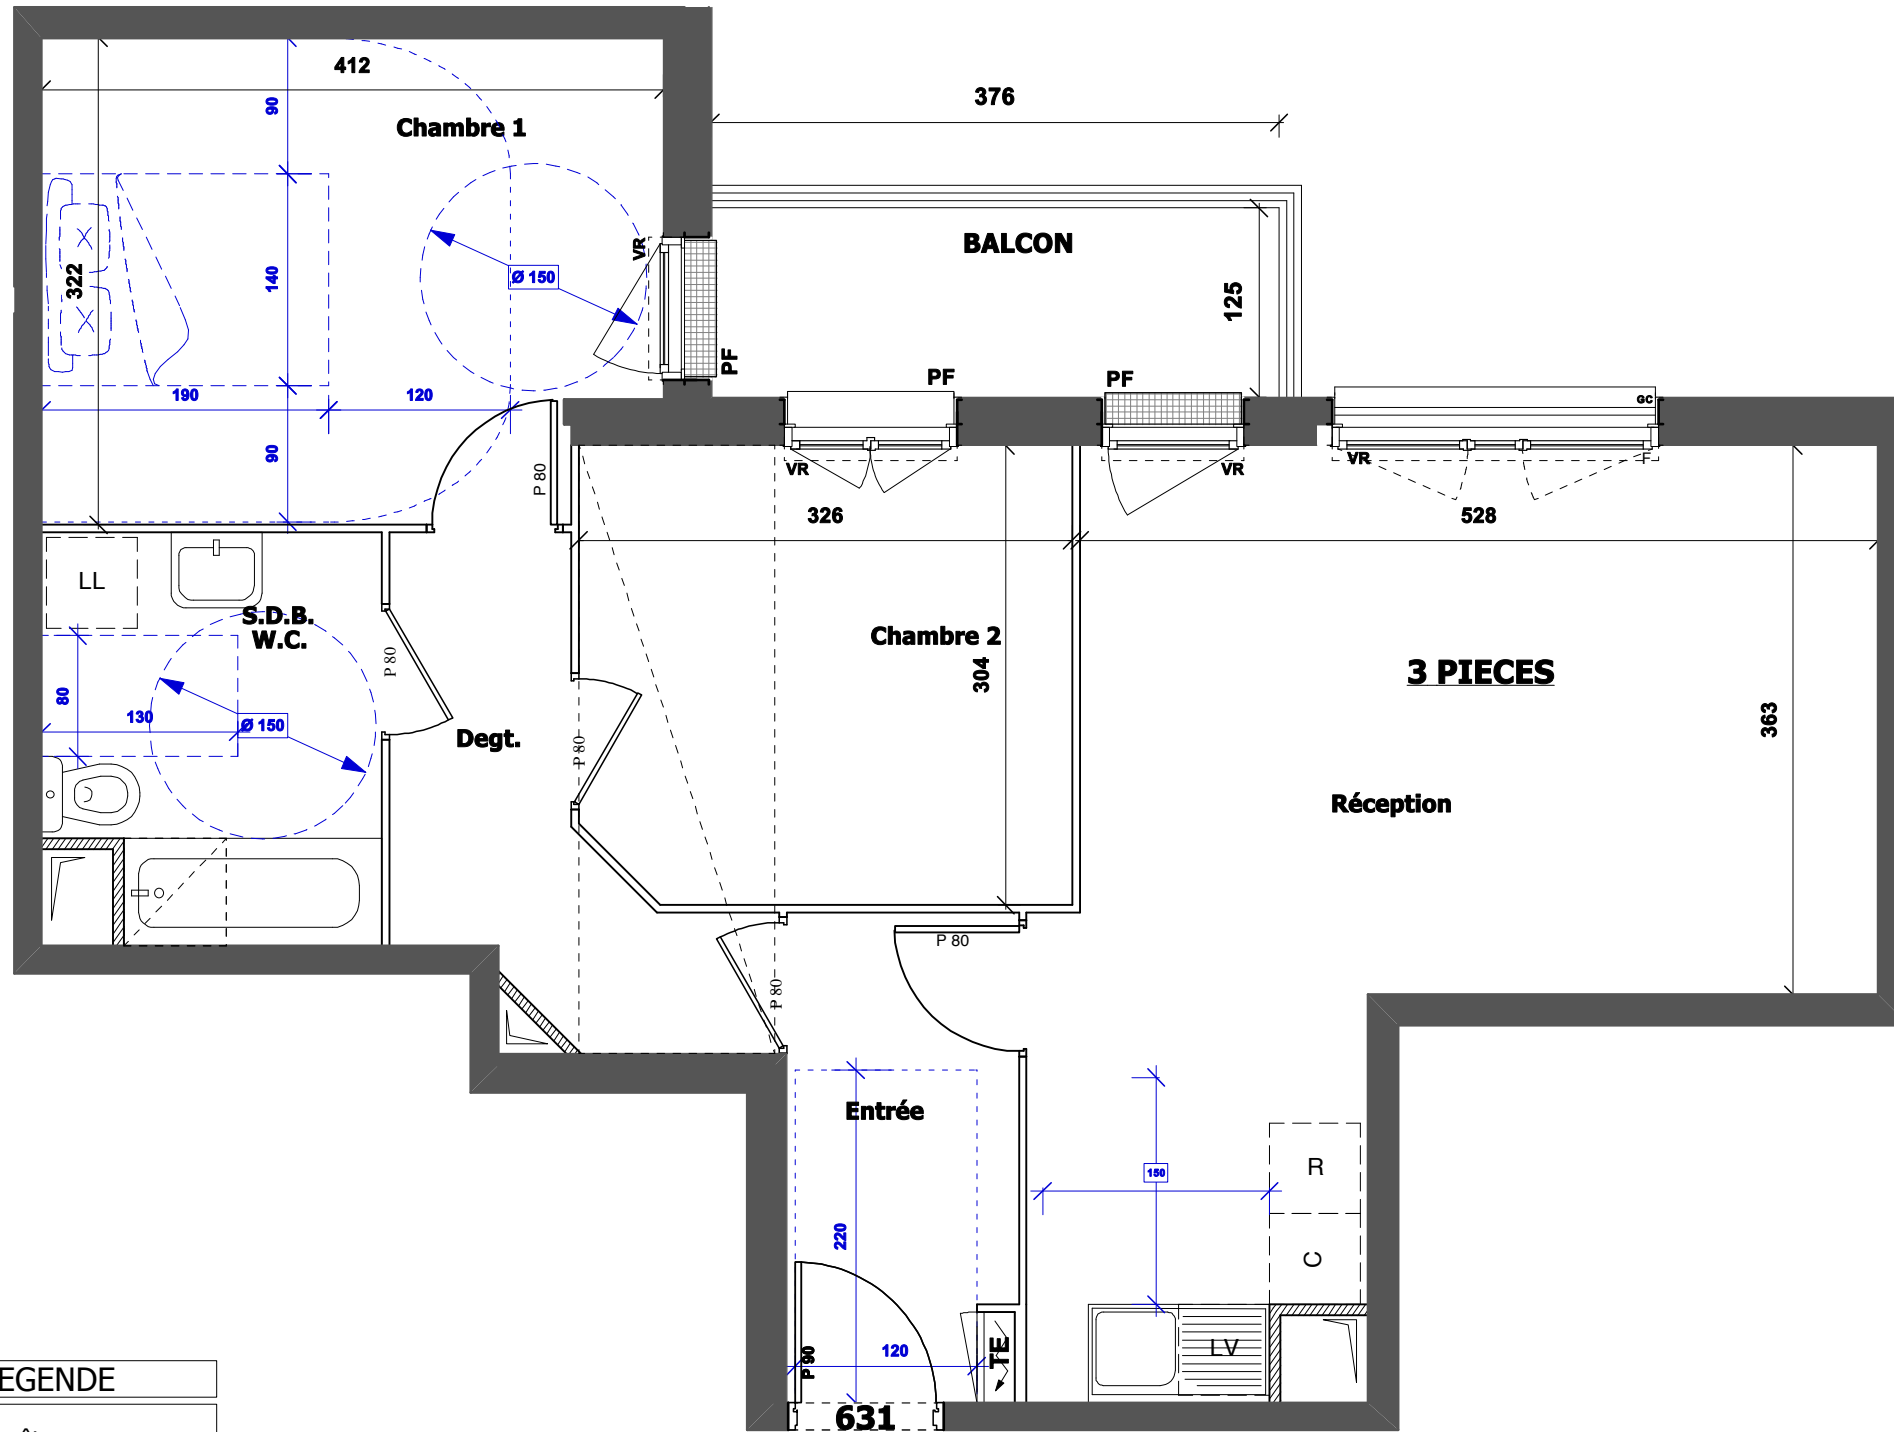 412
376
90
Chambre 1
BALCON
VR
322
140
Ø 150
125
PF
PF
PF
GC
190
120
90
P 80
VR
VR
VR
F
326
528
LL
S.D.B.
W.C.
Chambre 2
304
3 PIECES
P 80
80
130
Ø 150
Degt.
P 80
363
Réception
P 80
P 80
Entrée
150
R
220
C
120
P 90
TE
LV
EGENDE
631